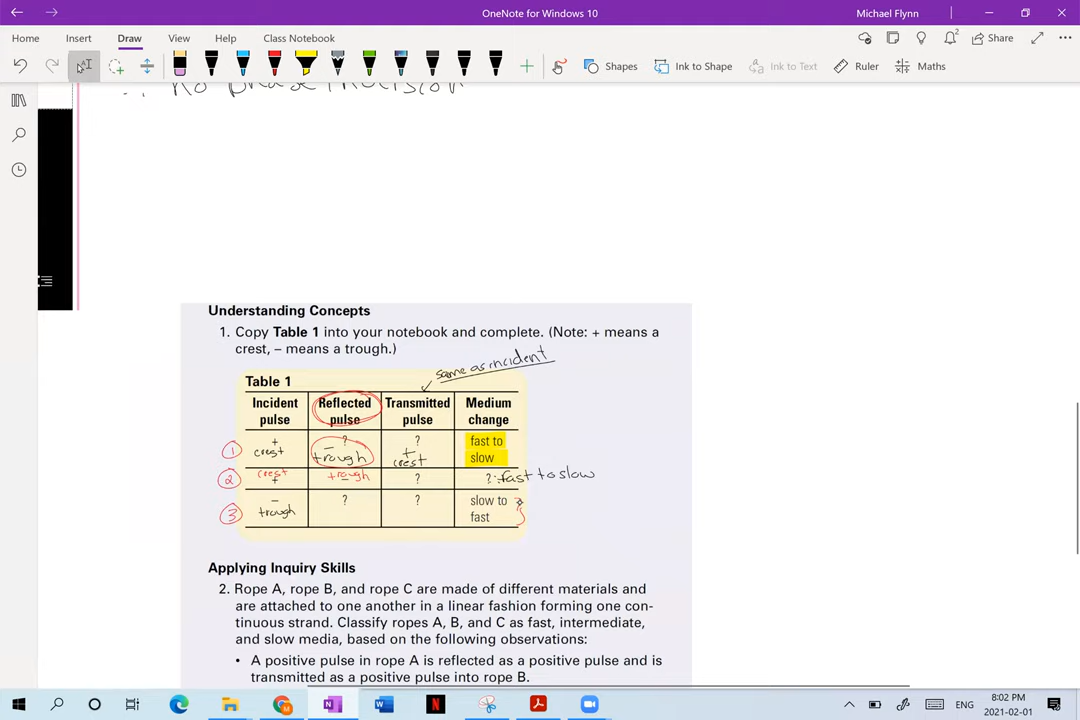 OneNote for Windows 10
Michael Flynn
Home Insert Draw View Help Class Notebook
Share
Shapes Ink to Shape Ink to Text Ruler Maths
no phase inversion
Understanding Concepts
1. Copy Table 1 into your notebook and complete. (Note: + means a
crest, – means a trough.)
same as incident
Table 1
Incident pulse Reflected pulse Transmitted pulse Medium change
1 + crest ? – trough ? + crest fast to slow
2 crest + trough – ? ? fast to slow
3 – trough ? ? slow to fast
Applying Inquiry Skills
2. Rope A, rope B, and rope C are made of different materials and
are attached to one another in a linear fashion forming one con-
tinuous strand. Classify ropes A, B, and C as fast, intermediate,
and slow media, based on the following observations:
• A positive pulse in rope A is reflected as a positive pulse and is
transmitted as a positive pulse into rope B.
8:02 PM
ENG
2021-02-01